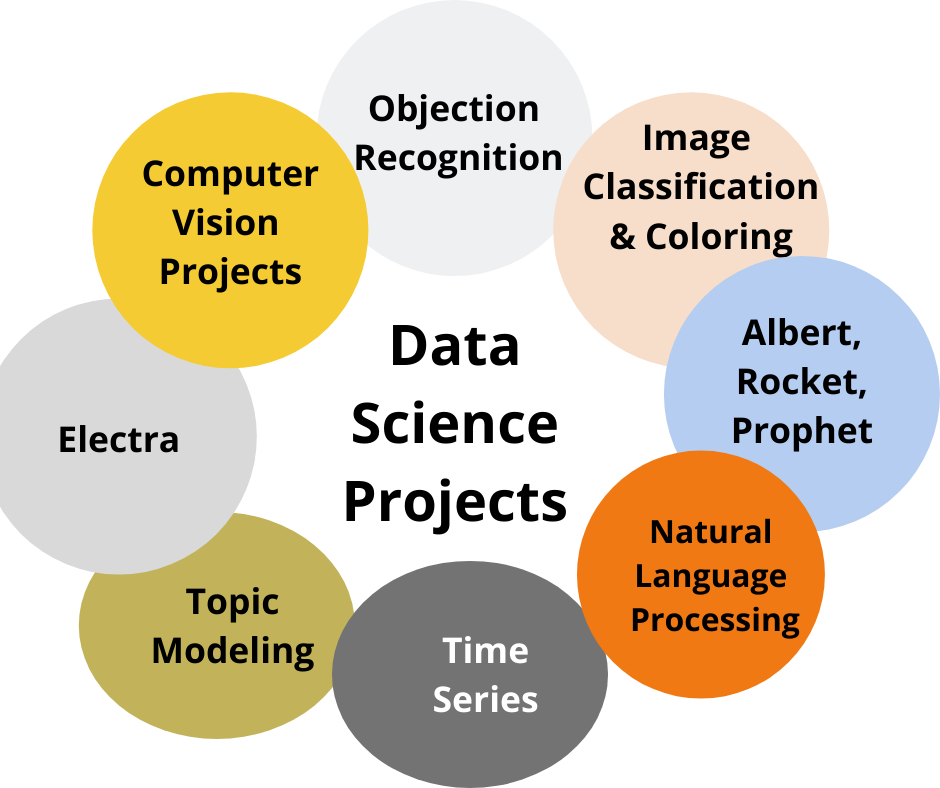 Objection
Recognition
Image
Classification
& Coloring
Computer
Vision
Projects
Albert,
Rocket,
Prophet
Data
Science
Projects
Electra
Natural
Language
Processing
Topic
Modeling
Time
Series